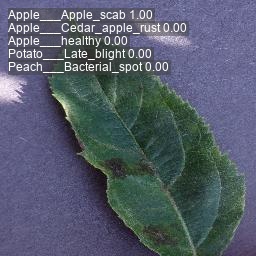 Apple___Apple_scab 1.00
Apple___Cedar_apple_rust 0.00
Apple___healthy 0.00
Potato___Late_blight 0.00
Peach___Bacterial_spot 0.00